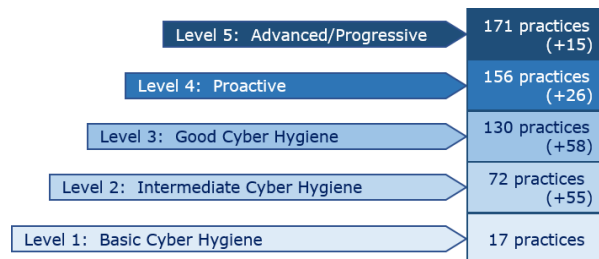 Level 5: Advanced/Progressive
171 practices
(+15)
Level 4: Proactive
156 practices
(+26)
Level 3: Good Cyber Hygiene
130 practices
(+58)
Level 2: Intermediate Cyber Hygiene
72 practices
(+55)
Level 1: Basic Cyber Hygiene
17 practices